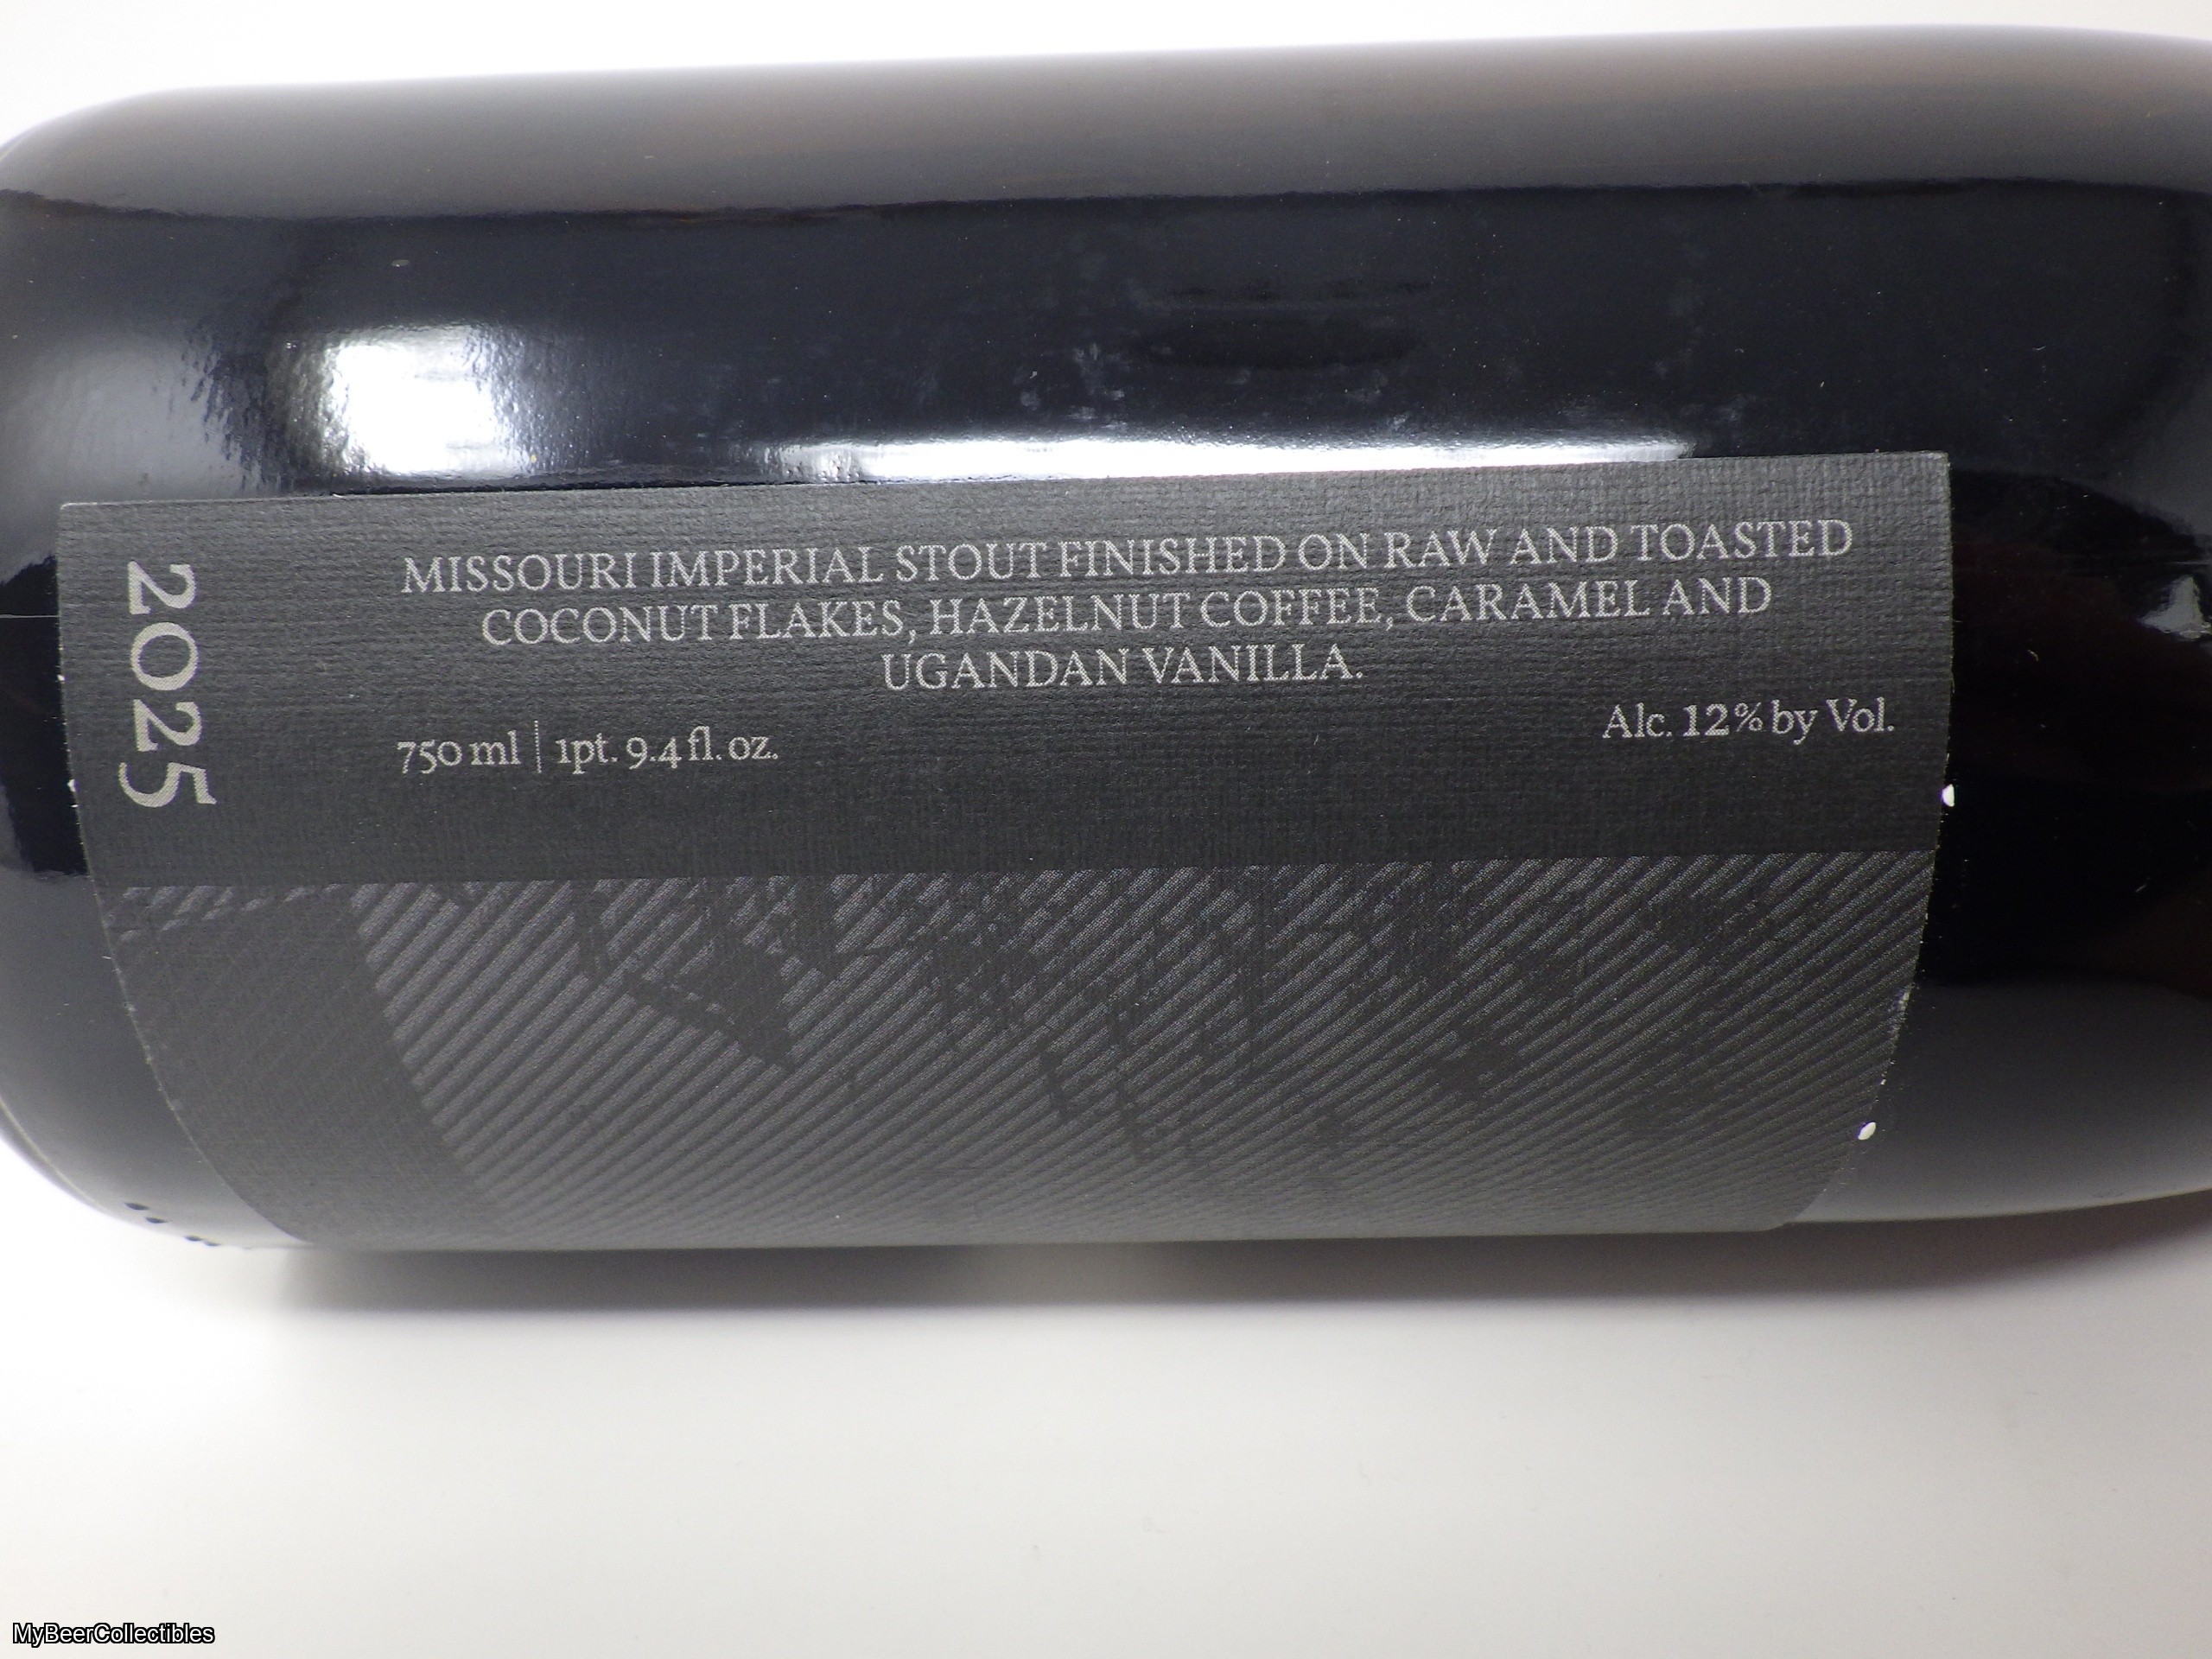 MISSOURI IMPERIAL STOUT FINISHED ON RAW AND TOASTED
COCONUT FLAKES, HAZELNUT COFFEE, CARAMEL AND
UGANDAN VANILLA.
750 ml | 1pt. 9.4 fl. oz.
Alc. 12% by Vol.
2025
MyBeerCollectibles